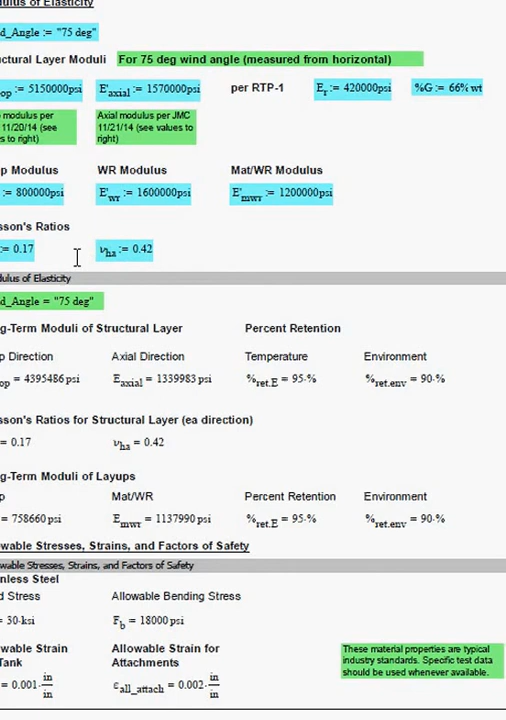 ulus of Elasticity
d_Angle := "75 deg"
uctural Layer Moduli For 75 deg wind angle (measured from horizontal)
op := 5150000psi E'axial := 1570000psi per RTP-1 Er := 420000psi %G := 66%wt
modulus per Axial modulus per JMC
11/20/14 (see 11/21/14 (see values to
s to right) right)
p Modulus WR Modulus Mat/WR Modulus
:= 800000psi E'wr := 1600000psi E'mwr := 1200000psi
sson's Ratios
:= 0.17 νha := 0.42
dulus of Elasticity
d_Angle = "75 deg"
g-Term Moduli of Structural Layer Percent Retention
p Direction Axial Direction Temperature Environment
op = 4395486 psi Eaxial = 1339983 psi %ret.E = 95·% %ret.env = 90·%
sson's Ratios for Structural Layer (ea direction)
= 0.17 νha = 0.42
g-Term Moduli of Layups
p Mat/WR Percent Retention Environment
= 758660 psi Emwr = 1137990 psi %ret.E = 95·% %ret.env = 90·%
wable Stresses, Strains, and Factors of Safety
wable Stresses, Strains, and Factors of Safety
nless Steel
d Stress Allowable Bending Stress
= 30·ksi Fb = 18000 psi
wable Strain Allowable Strain for
Tank Attachments
These material properties are typical
industry standards. Specific test data
should be used whenever available.
= 0.001·in/in εall_attach = 0.002·in/in